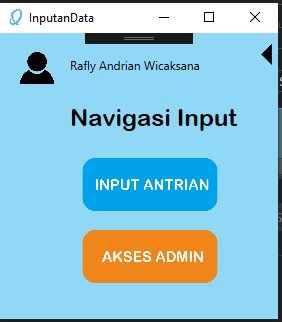 InputanData
Rafly Andrian Wicaksana
Navigasi Input
INPUT ANTRIAN
AKSES ADMIN